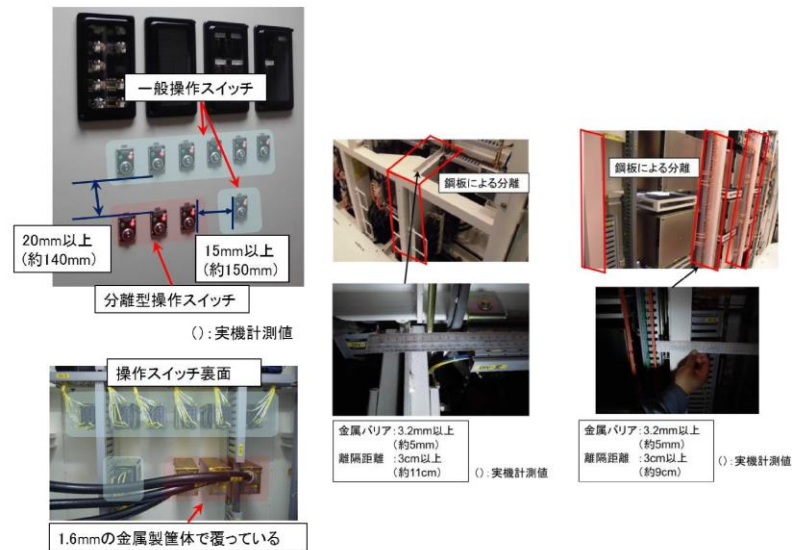 一般操作スイッチ
20mm以上
(約140mm)
15mm以上
(約150mm)
分離型操作スイッチ
():実機計測値
操作スイッチ裏面
1.6mmの金属製筐体で覆っている
鋼板による分離
金属バリア:3.2mm以上
(約5mm)
離隔距離 :3cm以上
(約11cm)
():実機計測値
鋼板による分離
金属バリア:3.2mm以上
(約5mm)
離隔距離 :3cm以上
(約9cm)
():実機計測値